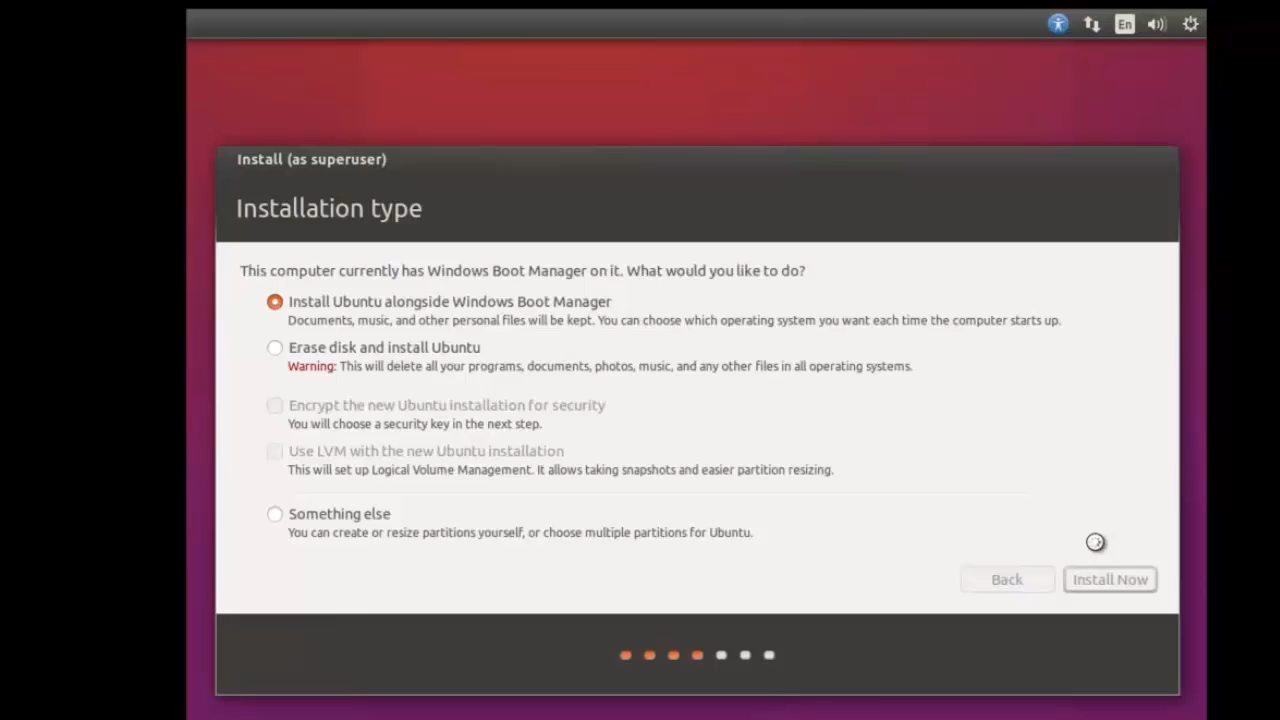 En
Install (as superuser)
Installation type
This computer currently has Windows Boot Manager on it. What would you like to do?
Install Ubuntu alongside Windows Boot Manager
Documents, music, and other personal files will be kept. You can choose which operating system you want each time the computer starts up.
Erase disk and install Ubuntu
Warning: This will delete all your programs, documents, photos, music, and any other files in all operating systems.
Encrypt the new Ubuntu installation for security
You will choose a security key in the next step.
Use LVM with the new Ubuntu installation
This will set up Logical Volume Management. It allows taking snapshots and easier partition resizing.
Something else
You can create or resize partitions yourself, or choose multiple partitions for Ubuntu.
Back Install Now